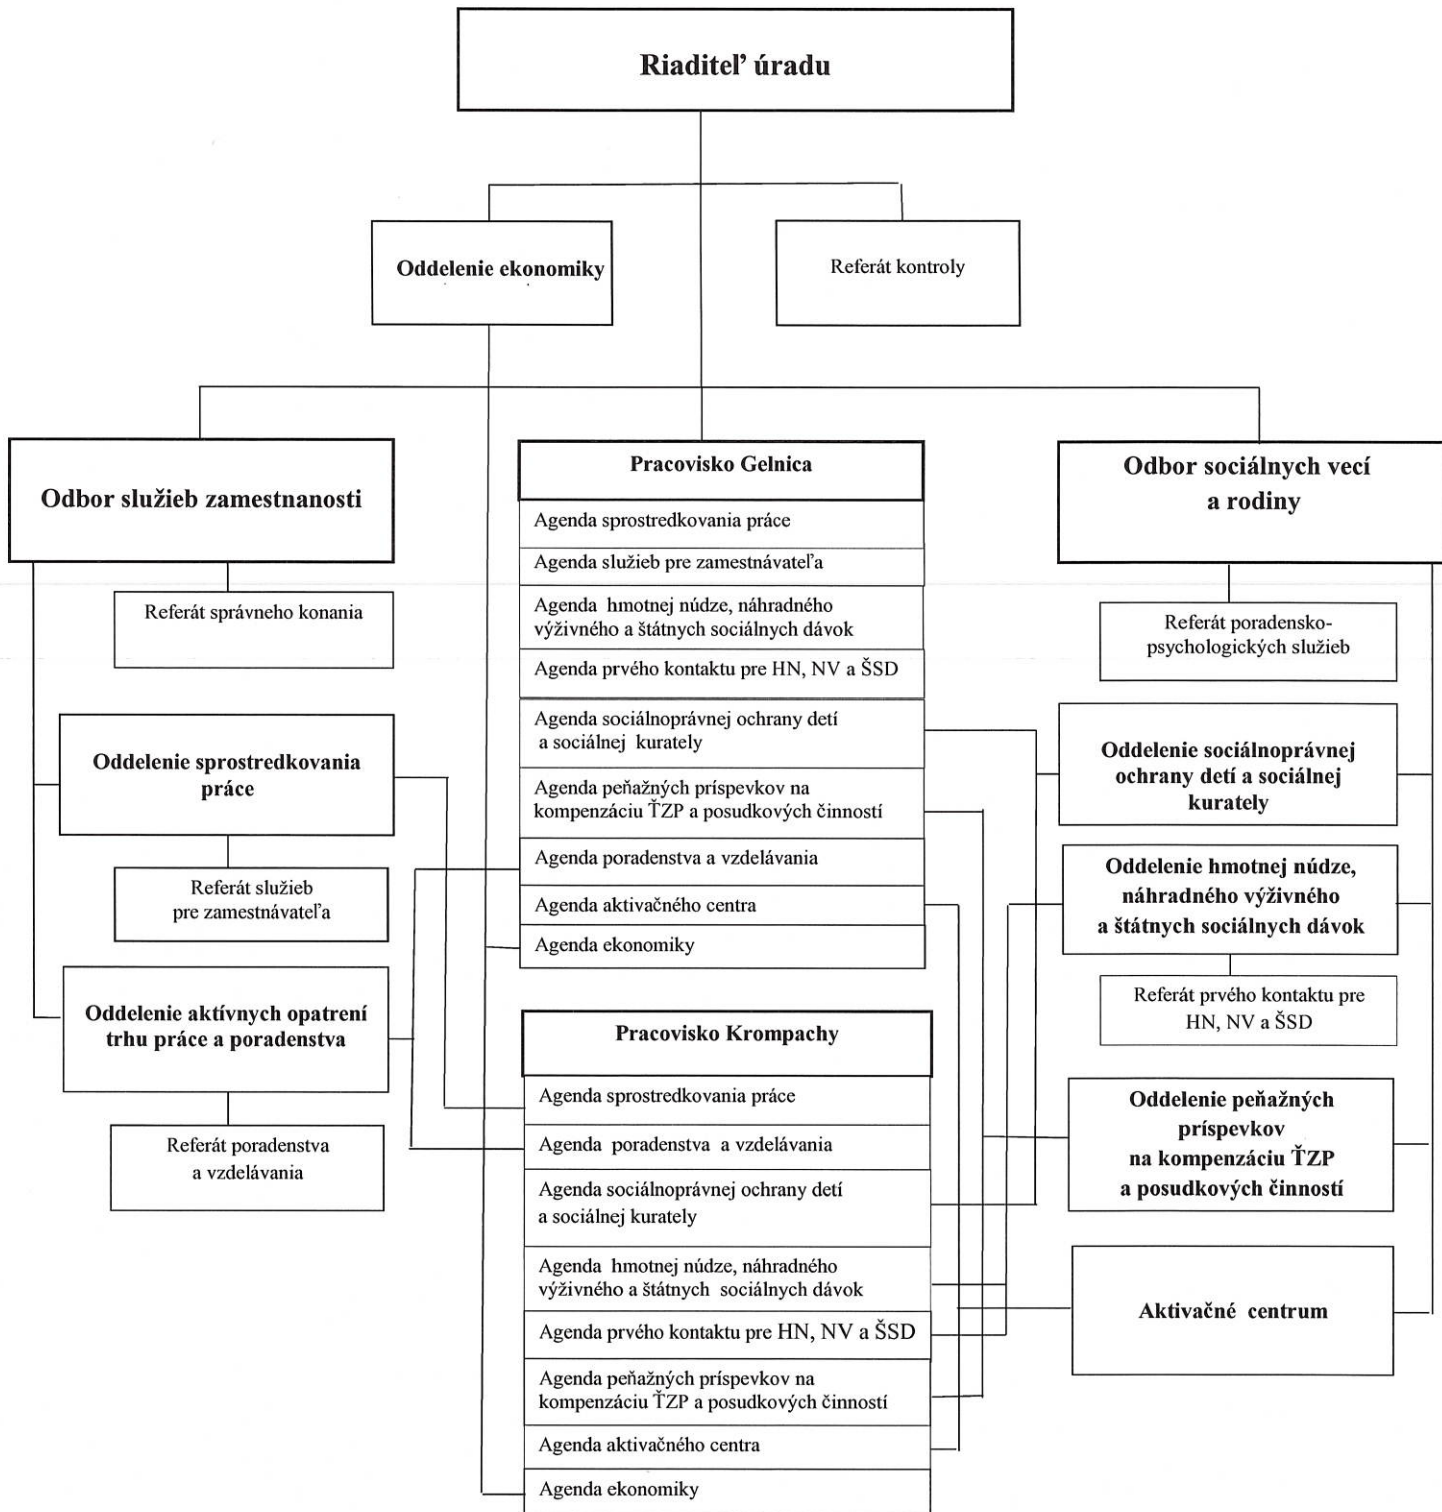 Riaditeľ úradu
Oddelenie ekonomiky
Referát kontroly
Odbor služieb zamestnanosti
Referát správneho konania
Oddelenie sprostredkovania
práce
Referát služieb
pre zamestnávateľa
Oddelenie aktívnych opatrení
trhu práce a poradenstva
Referát poradenstva
a vzdelávania
Pracovisko Gelnica
Agenda sprostredkovania práce
Agenda služieb pre zamestnávateľa
Agenda hmotnej núdze, náhradného
výživného a štátnych sociálnych dávok
Agenda prvého kontaktu pre HN, NV a ŠSD
Agenda sociálnoprávnej ochrany detí
a sociálnej kurately
Agenda peňažných príspevkov na
kompenzáciu ŤZP a posudkových činností
Agenda poradenstva a vzdelávania
Agenda aktivačného centra
Agenda ekonomiky
Pracovisko Krompachy
Agenda sprostredkovania práce
Agenda poradenstva a vzdelávania
Agenda sociálnoprávnej ochrany detí
a sociálnej kurately
Agenda hmotnej núdze, náhradného
výživného a štátnych sociálnych dávok
Agenda prvého kontaktu pre HN, NV a ŠSD
Agenda peňažných príspevkov na
kompenzáciu ŤZP a posudkových činností
Agenda aktivačného centra
Agenda ekonomiky
Odbor sociálnych vecí
a rodiny
Referát poradensko-
psychologických služieb
Oddelenie sociálnoprávnej
ochrany detí a sociálnej
kurately
Oddelenie hmotnej núdze,
náhradného výživného
a štátnych sociálnych dávok
Referát prvého kontaktu pre
HN, NV a ŠSD
Oddelenie peňažných
príspevkov
na kompenzáciu ŤZP
a posudkových činností
Aktivačné centrum